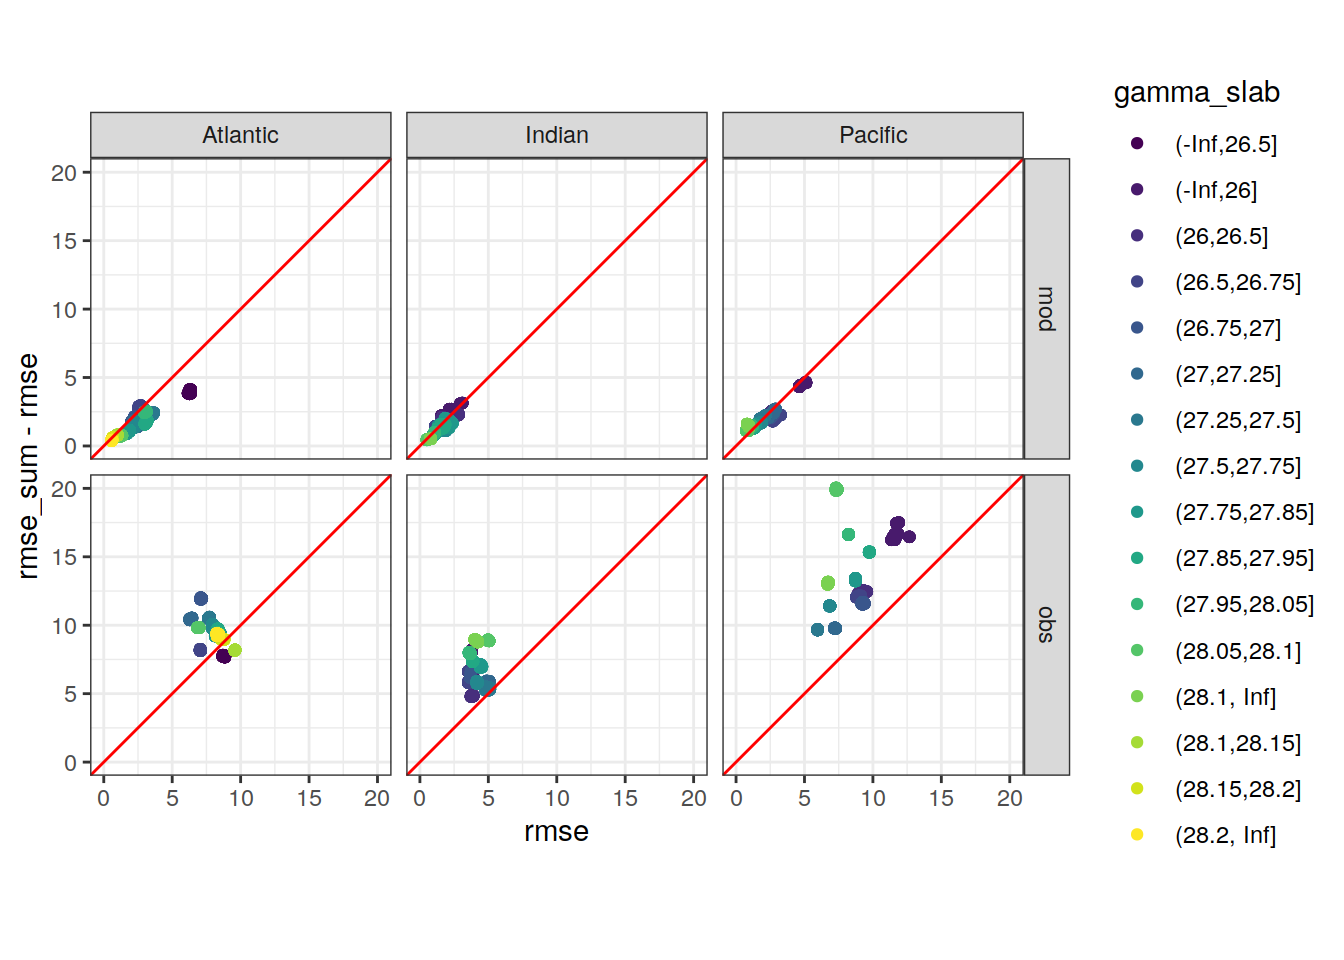 Atlantic
Indian
Pacific
20
15
10
5
0
mod
20
15
10
5
0
obs
rmse_sum - rmse
0 5 10 15 20
0 5 10 15 20
0 5 10 15 20
rmse
gamma_slab
(-Inf,26.5]
(-Inf,26]
(26,26.5]
(26.5,26.75]
(26.75,27]
(27,27.25]
(27.25,27.5]
(27.5,27.75]
(27.75,27.85]
(27.85,27.95]
(27.95,28.05]
(28.05,28.1]
(28.1, Inf]
(28.1,28.15]
(28.15,28.2]
(28.2, Inf]